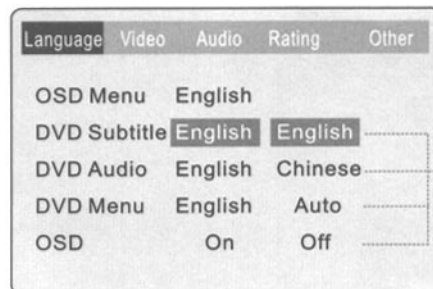 Language Video Audio Rating Other
OSD Menu English
DVD Subtitle English English
DVD Audio English Chinese
DVD Menu English Auto
OSD On Off